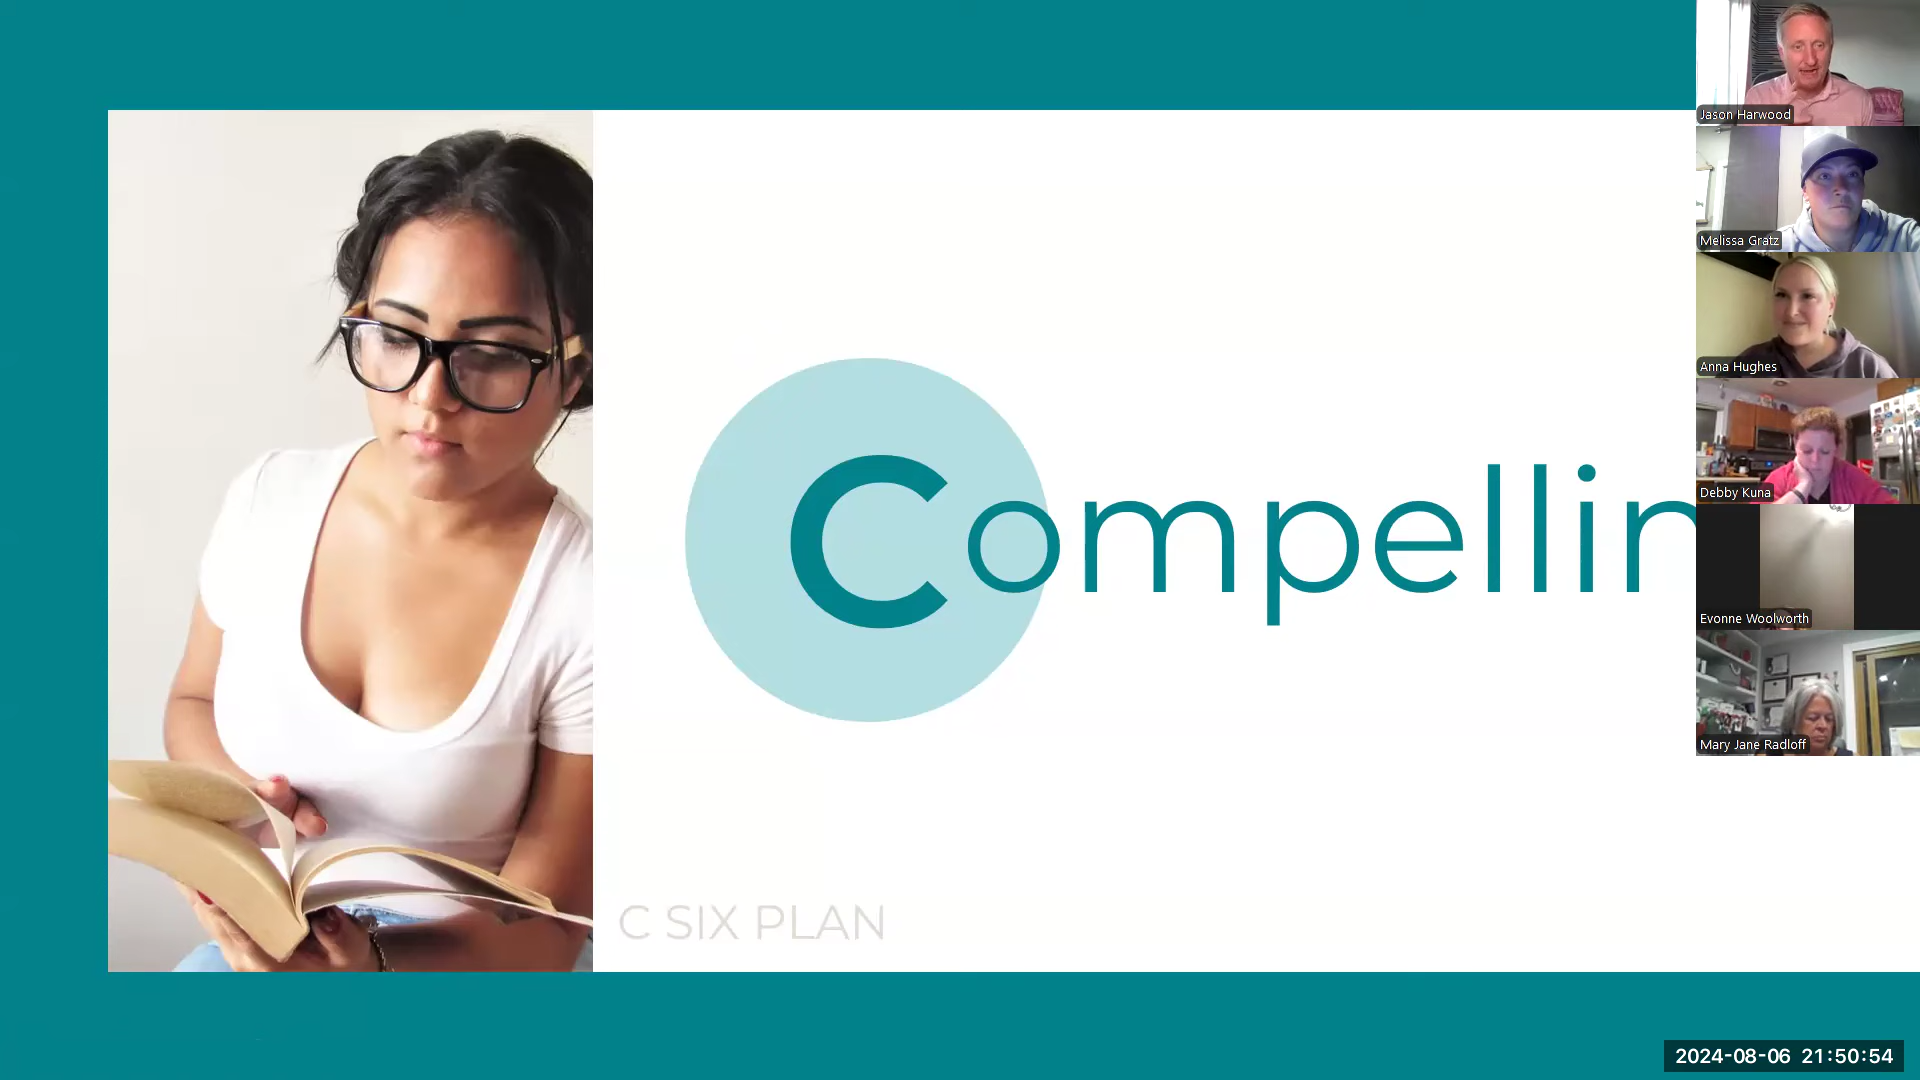 Compellin
C SIX PLAN
Jason Harwood
Melissa Gratz
Anna Hughes
Debby Kuna
Evonne Woolworth
Mary Jane Radloff
2024-08-06 21:50:54